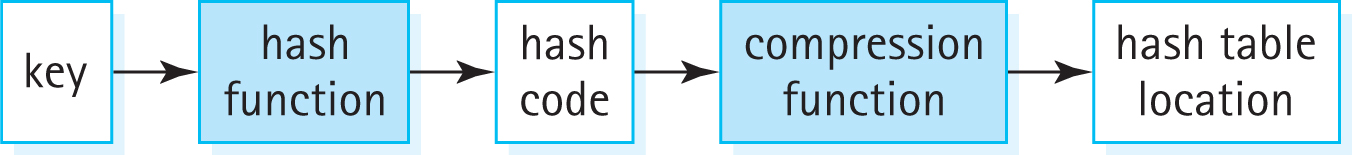 key
hash
function
hash
code
compression
function
hash table
location